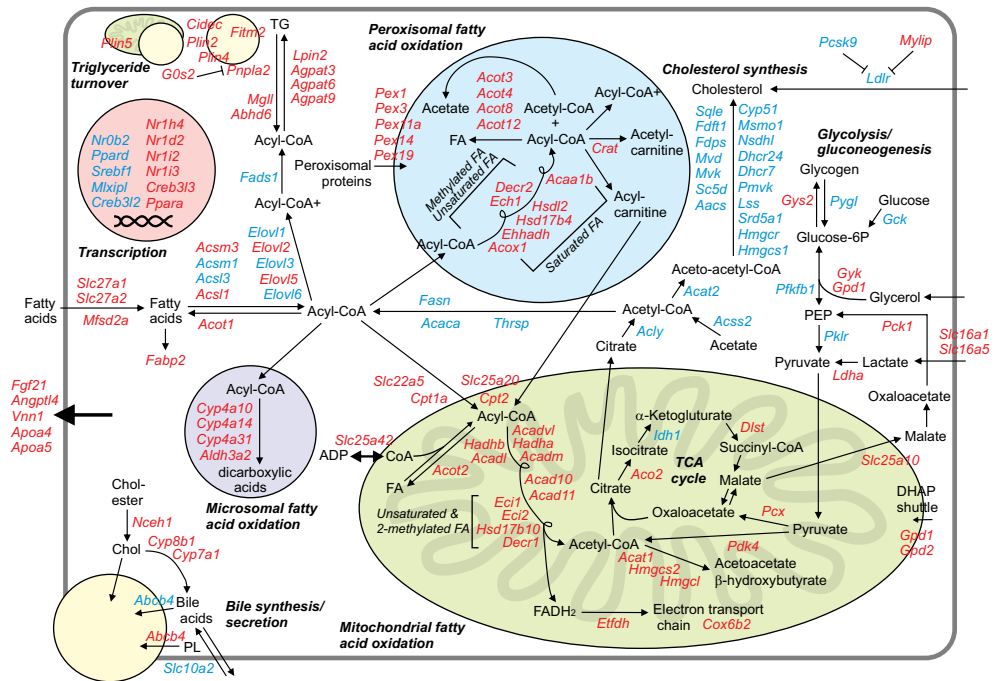 Cidec
TG
Plin5
Plin2
Fitm2
Plin4
G0s2
Pnpla2
Triglyceride
turnover
Lpin2
Agpat3
Agpat6
Agpat9
Mgll
Abhd6
Acyl-CoA
Fads1
Acyl-CoA+
Nr1h4
Nr0b2
Nr1d2
Ppard
Nr1i2
Srebf1
Nr1i3
Mlxipl
Creb3l3
Creb3l2
Ppara
Transcription
Peroxisomal
proteins
Pex1
Pex3
Pex11a
Pex14
Pex19
Peroxisomal fatty
acid oxidation
Acot3
Acot4
Acot8
Acot12
Acetate
Acetyl-CoA
+
Acyl-CoA
Acyl-CoA+
FA
Acetyl-
carnitine
Crat
Methylated FA
Unsaturated FA
Acaa1b
Decr2
Ech1
Hsdl2
Hsd17b4
Ehhadh
Acox1
Acyl-
carnitine
Acyl-CoA
Saturated FA
Pcsk9
Mylip
Ldlr
Cholesterol synthesis
Cholesterol
Sqle
Fdft1
Fdps
Mvd
Mvk
Sc5d
Aacs
Cyp51
Msmo1
Nsdhl
Dhcr24
Dhcr7
Pmvk
Lss
Srd5a1
Hmgcr
Hmgcs1
Aceto-acetyl-CoA
Acat2
Glycolysis/
gluconeogenesis
Glycogen
Gys2
Pygl
Glucose
Gck
Glucose-6P
Gyk
Gpd1
Pfkfb1
Glycerol
PEP
Pklr
Pck1
Slc16a1
Slc16a5
Pyruvate
Lactate
Ldha
Oxaloacetate
Malate
Slc25a10
Fatty
acids
Slc27a1
Slc27a2
Mfsd2a
Fatty
acids
Fabp2
Acsm3
Acsm1
Acsl3
Acsl1
Acot1
Elovl1
Elovl2
Elovl3
Elovl5
Elovl6
Acyl-CoA
Fasn
Acaca
Thrsp
Acetyl-CoA
Acly
Acss2
Citrate
Acetate
Fgf21
Angptl4
Vnn1
Apoa4
Apoa5
Acyl-CoA
Cyp4a10
Cyp4a14
Cyp4a31
Aldh3a2
dicarboxylic
acids
Microsomal fatty
acid oxidation
Slc22a5
Cpt1a
Slc25a20
Cpt2
Acyl-CoA
Slc25a42
ADP
CoA
Hadhb
Acadl
Acot2
Acadvl
Hadha
Acadm
Acad10
Acad11
FA
Unsaturated &
2-methylated FA
Eci1
Eci2
Hsd17b10
Decr1
α-Ketogluturate
Idh1
Dlst
Isocitrate
Succinyl-CoA
Aco2
TCA
cycle
Malate
Citrate
Oxaloacetate
Pcx
Pyruvate
Acetyl-CoA
Pdk4
Acat1
Hmgcs2
Hmgcl
Acetoacetate
β-hydroxybutyrate
FADH2
Etfdh
Electron transport
chain
Cox6b2
Mitochondrial fatty
acid oxidation
DHAP
shuttle
Gpd1
Gpd2
Chol-
ester
Nceh1
Chol
Cyp8b1
Cyp7a1
Abcb4
Bile
acids
Abcb4
PL
Slc10a2
Bile synthesis/
secretion